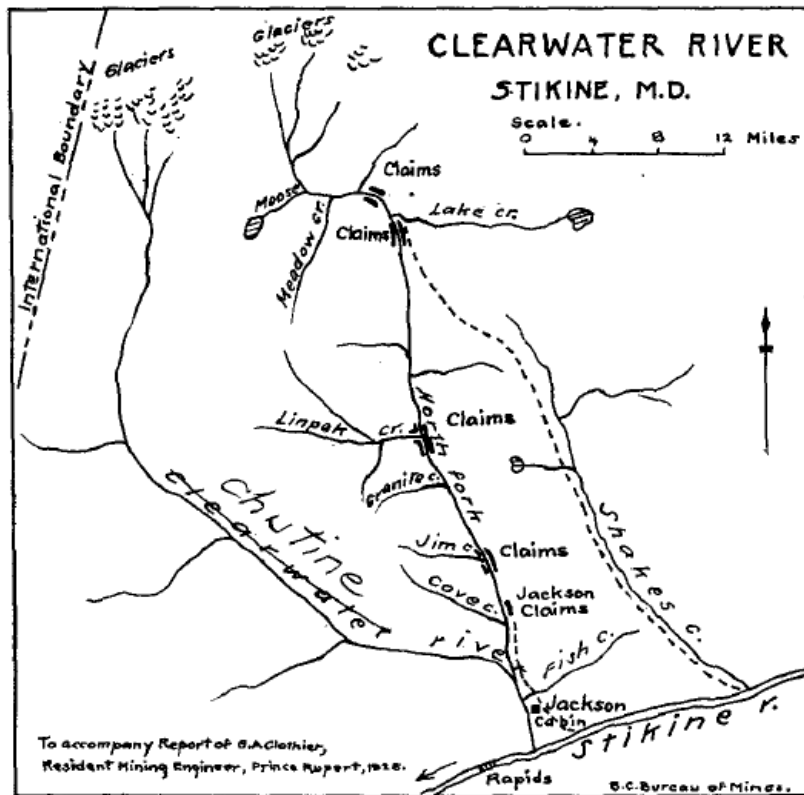 CLEARWATER RIVER
STIKINE, M.D.
Scale.
0 4 8 12 Miles
Glaciers
Glaciers
International Boundary
Claims
Moose
Lake cr.
Meadow cr.
Claims
Linpak cr.
Claims
North Fork
Granite c.
Chutine
Clearwater river
Jim c.
Claims
Shakes c.
Cove c.
Jackson
Claims
Fish c.
Jackson
Cabin
Stikine r.
Rapids
To accompany Report of G.A.Clothier,
Resident Mining Engineer, Prince Rupert, 1928.
B.C. Bureau of Mines.